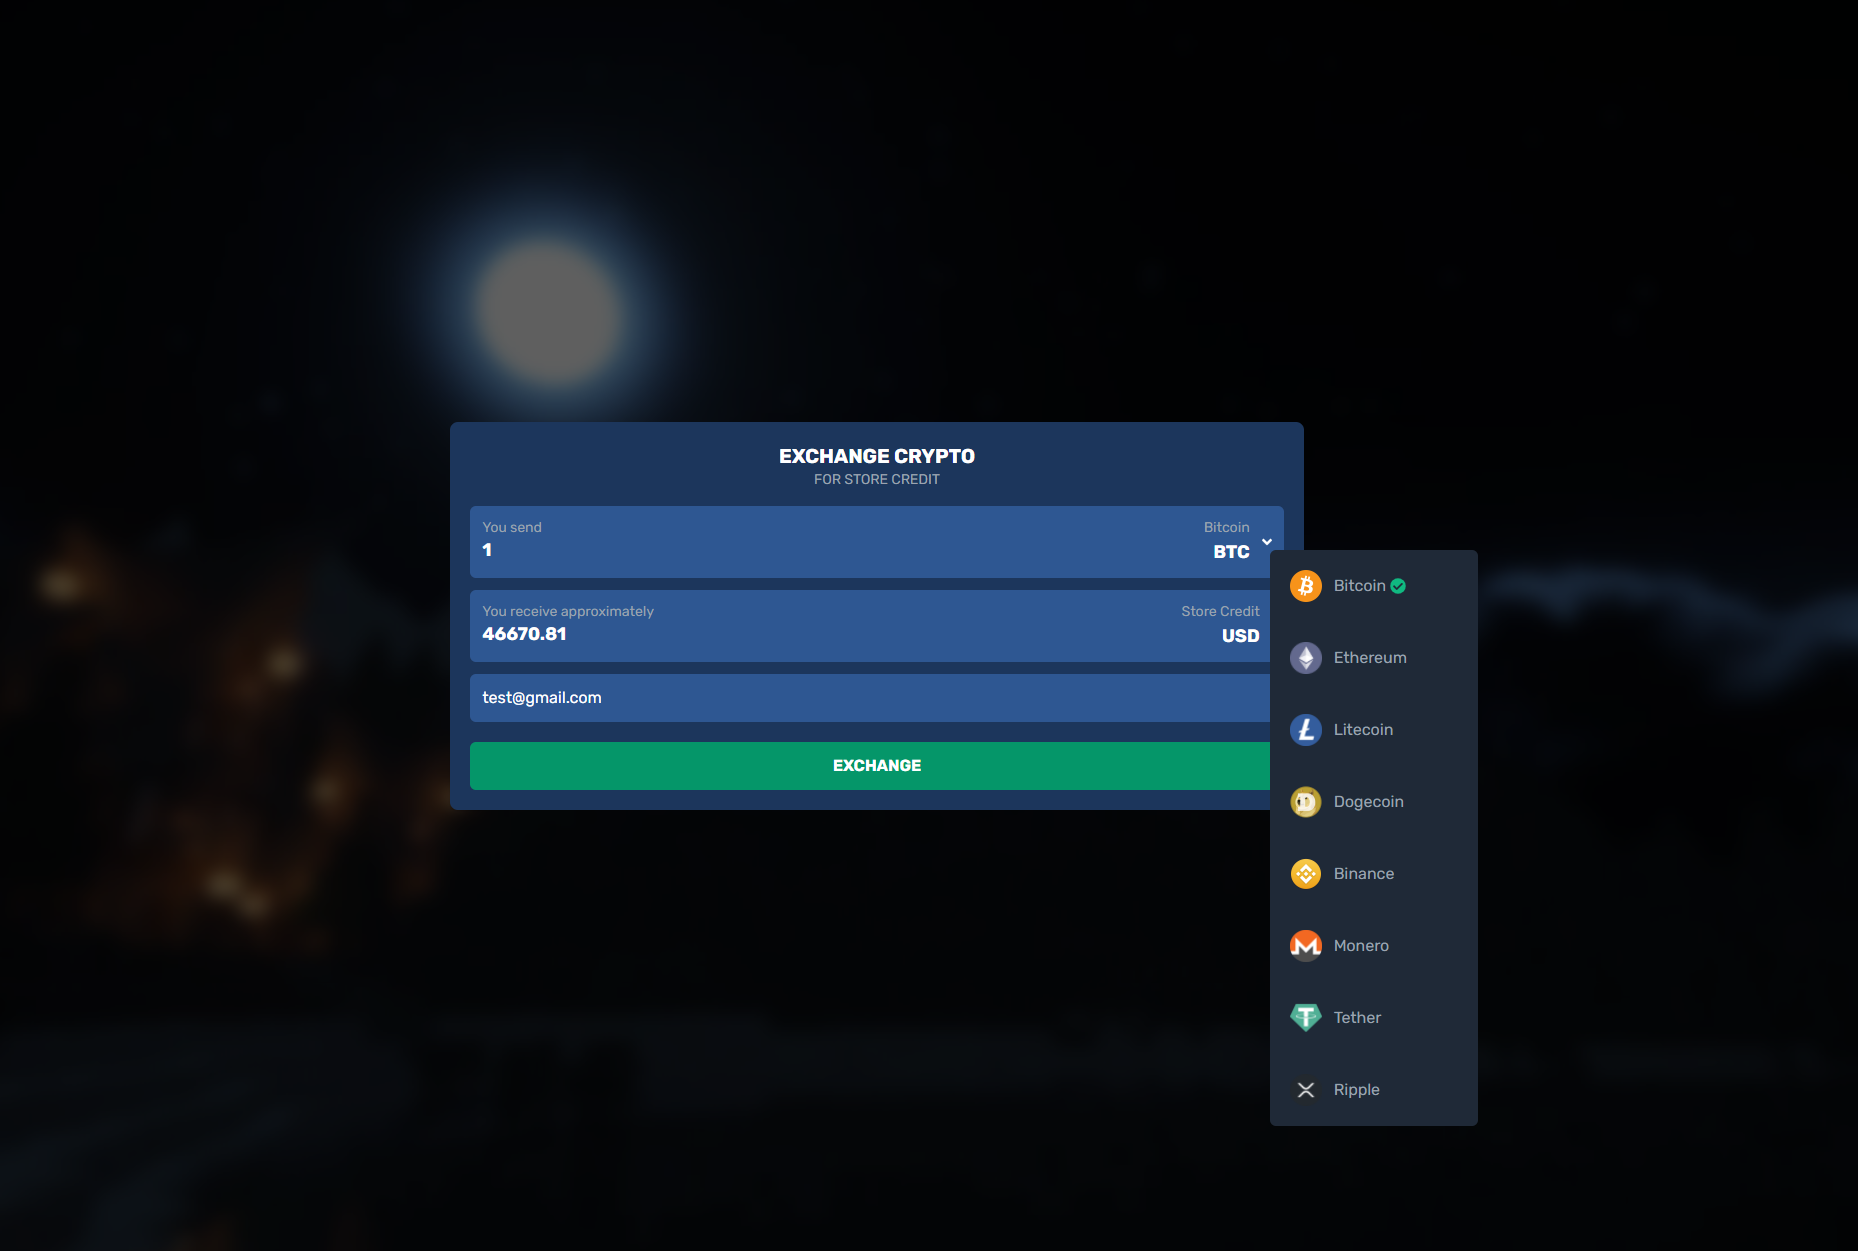 EXCHANGE CRYPTO
FOR STORE CREDIT
You send
1
Bitcoin
BTC
You receive approximately
46670.81
Store Credit
USD
test@gmail.com
EXCHANGE
Bitcoin
Ethereum
Litecoin
Dogecoin
Binance
Monero
Tether
Ripple